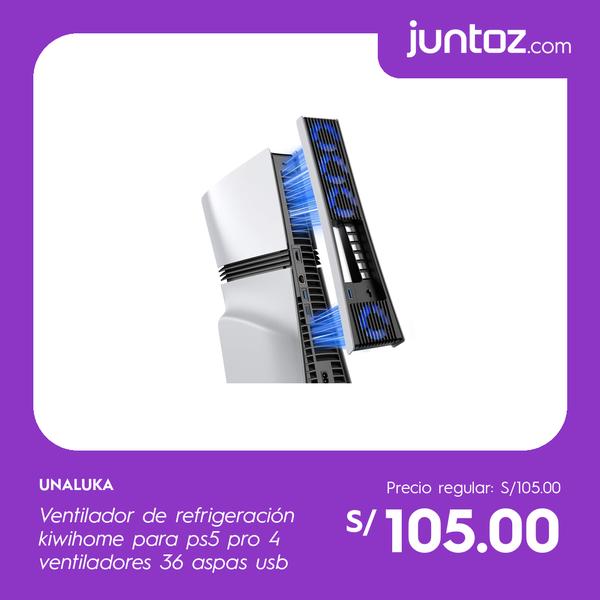 juntoz.com
UNALUKA
Ventilador de refrigeración
kiwihome para ps5 pro 4
ventiladores 36 aspas usb
Precio regular: S/105.00
S/105.00